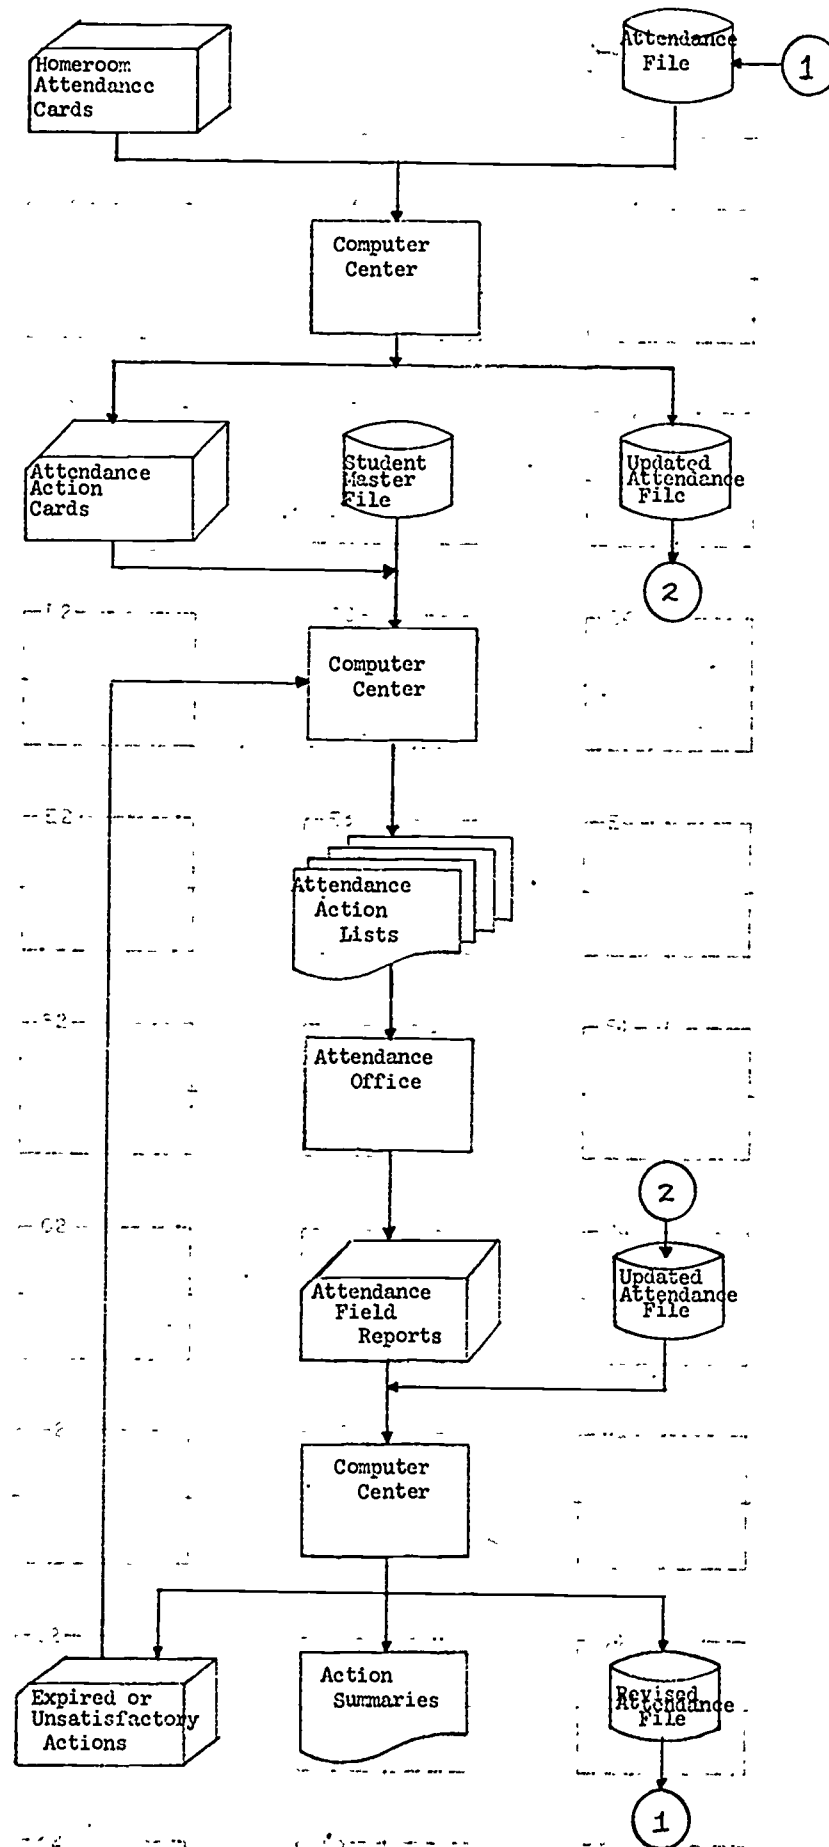 Homeroom
Attendance
Cards
Attendance
File
1
Computer
Center
Attendance
Action
Cards
Student
Master
File
Updated
Attendance
File
2
Computer
Center
Attendance
Action
Lists
Attendance
Office
2
Attendance
Field
Reports
Updated
Attendance
File
Computer
Center
Expired or
Unsatisfactory
Actions
Action
Summaries
Revised
Attendance
File
1